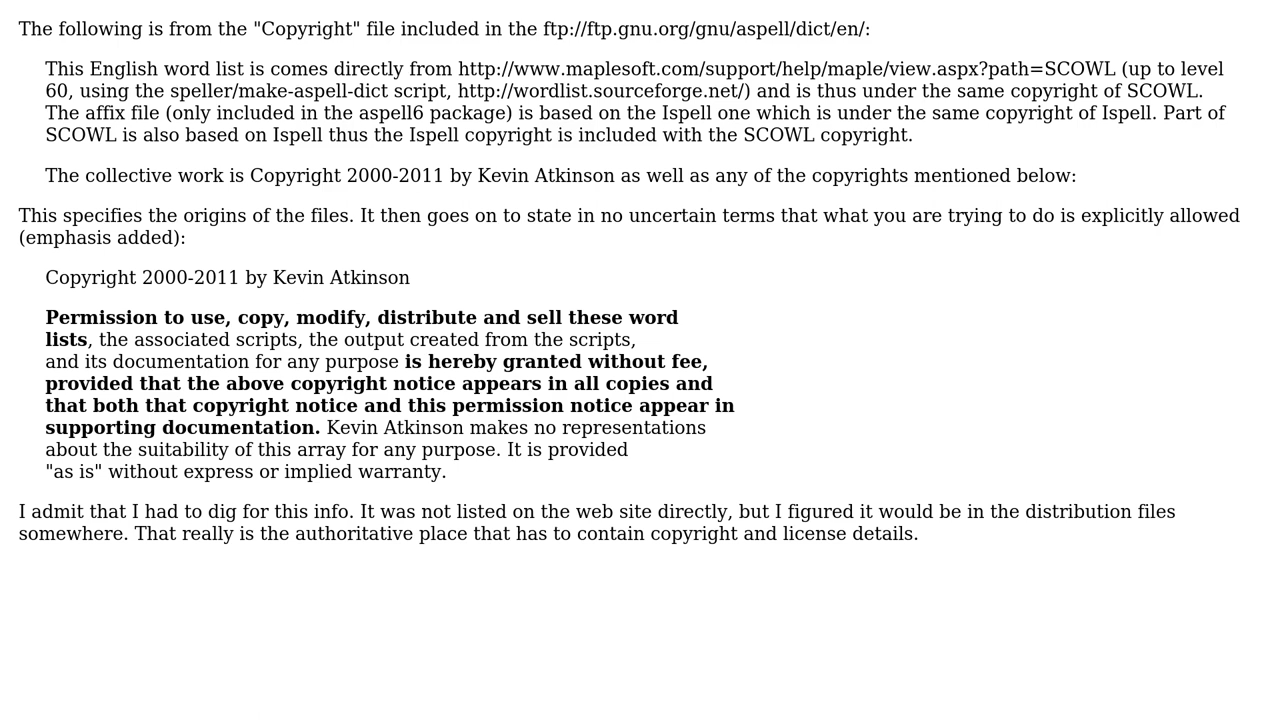 The following is from the "Copyright" file included in the ftp://ftp.gnu.org/gnu/aspell/dict/en/:
This English word list is comes directly from http://www.maplesoft.com/support/help/maple/view.aspx?path=SCOWL (up to level
60, using the speller/make-aspell-dict script, http://wordlist.sourceforge.net/) and is thus under the same copyright of SCOWL.
The affix file (only included in the aspell6 package) is based on the Ispell one which is under the same copyright of Ispell. Part of
SCOWL is also based on Ispell thus the Ispell copyright is included with the SCOWL copyright.
The collective work is Copyright 2000-2011 by Kevin Atkinson as well as any of the copyrights mentioned below:
This specifies the origins of the files. It then goes on to state in no uncertain terms that what you are trying to do is explicitly allowed
(emphasis added):
Copyright 2000-2011 by Kevin Atkinson
Permission to use, copy, modify, distribute and sell these word
lists, the associated scripts, the output created from the scripts,
and its documentation for any purpose is hereby granted without fee,
provided that the above copyright notice appears in all copies and
that both that copyright notice and this permission notice appear in
supporting documentation. Kevin Atkinson makes no representations
about the suitability of this array for any purpose. It is provided
"as is" without express or implied warranty.
I admit that I had to dig for this info. It was not listed on the web site directly, but I figured it would be in the distribution files
somewhere. That really is the authoritative place that has to contain copyright and license details.